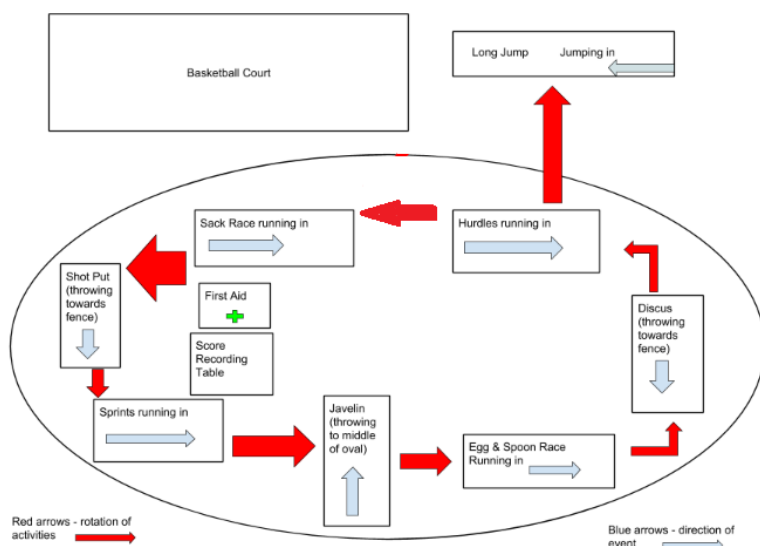 Long Jump Jumping in
Basketball Court
Sack Race running in
Hurdles running in
Shot Put
(throwing
towards
fence)
First Aid
Discus
(throwing
towards
fence)
Score
Recording
Table
Sprints running in
Javelin
(throwing
to middle
of oval)
Egg & Spoon Race
Running in
Red arrows - rotation of
activities
Blue arrows - direction of
event